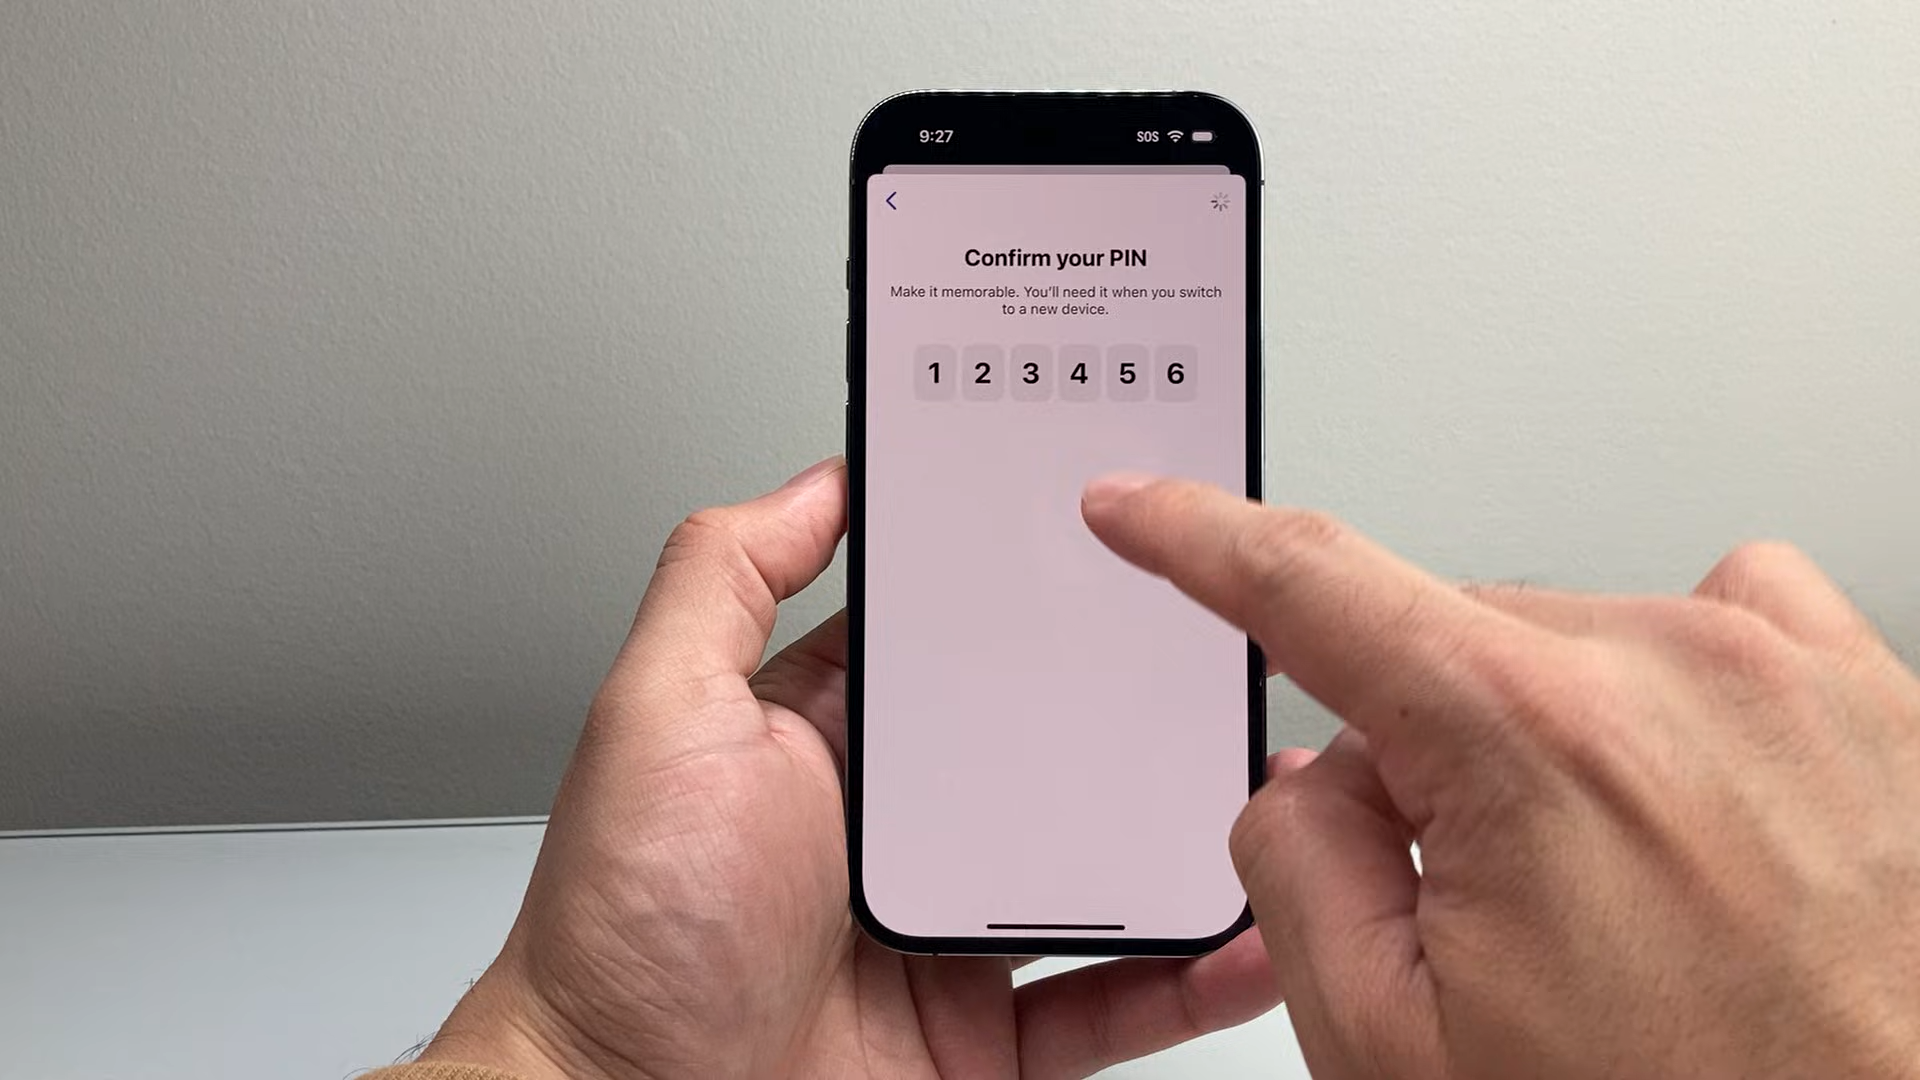 9:27 SOS
Confirm your PIN
Make it memorable. You'll need it when you switch
to a new device.
1 2 3 4 5 6